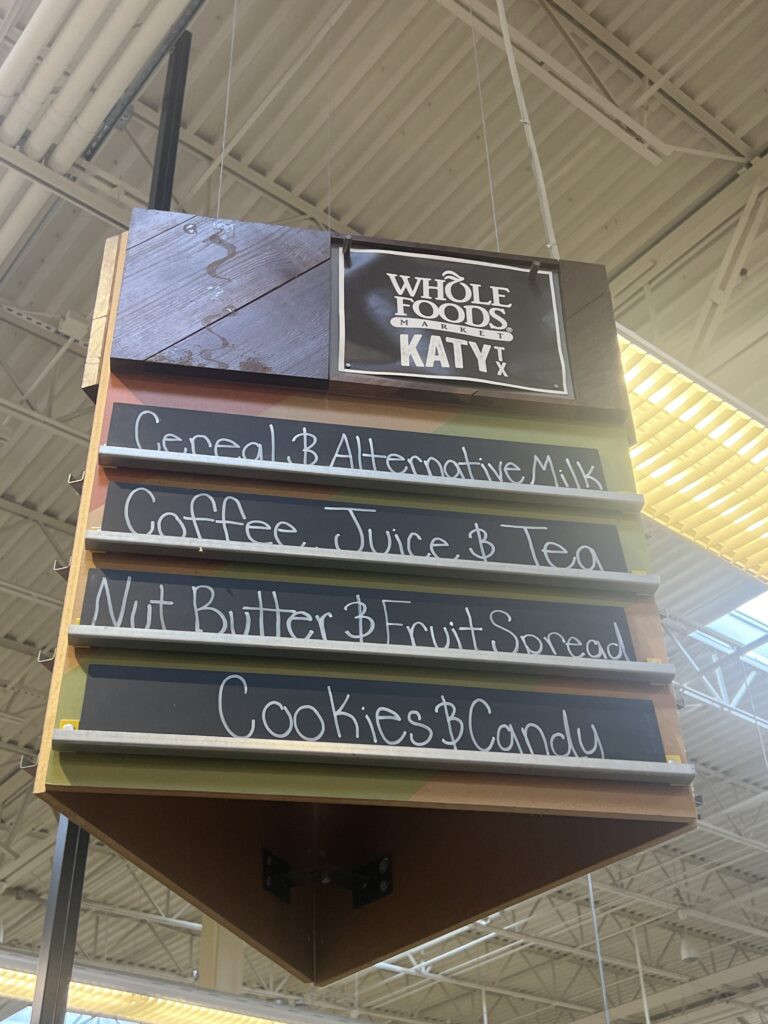 WHOLE
FOODS
MARKET
KATY TX
Cereal & Alternative Milk
Coffee, Juice & Tea
Nut Butter & Fruit Spread
Cookies & Candy